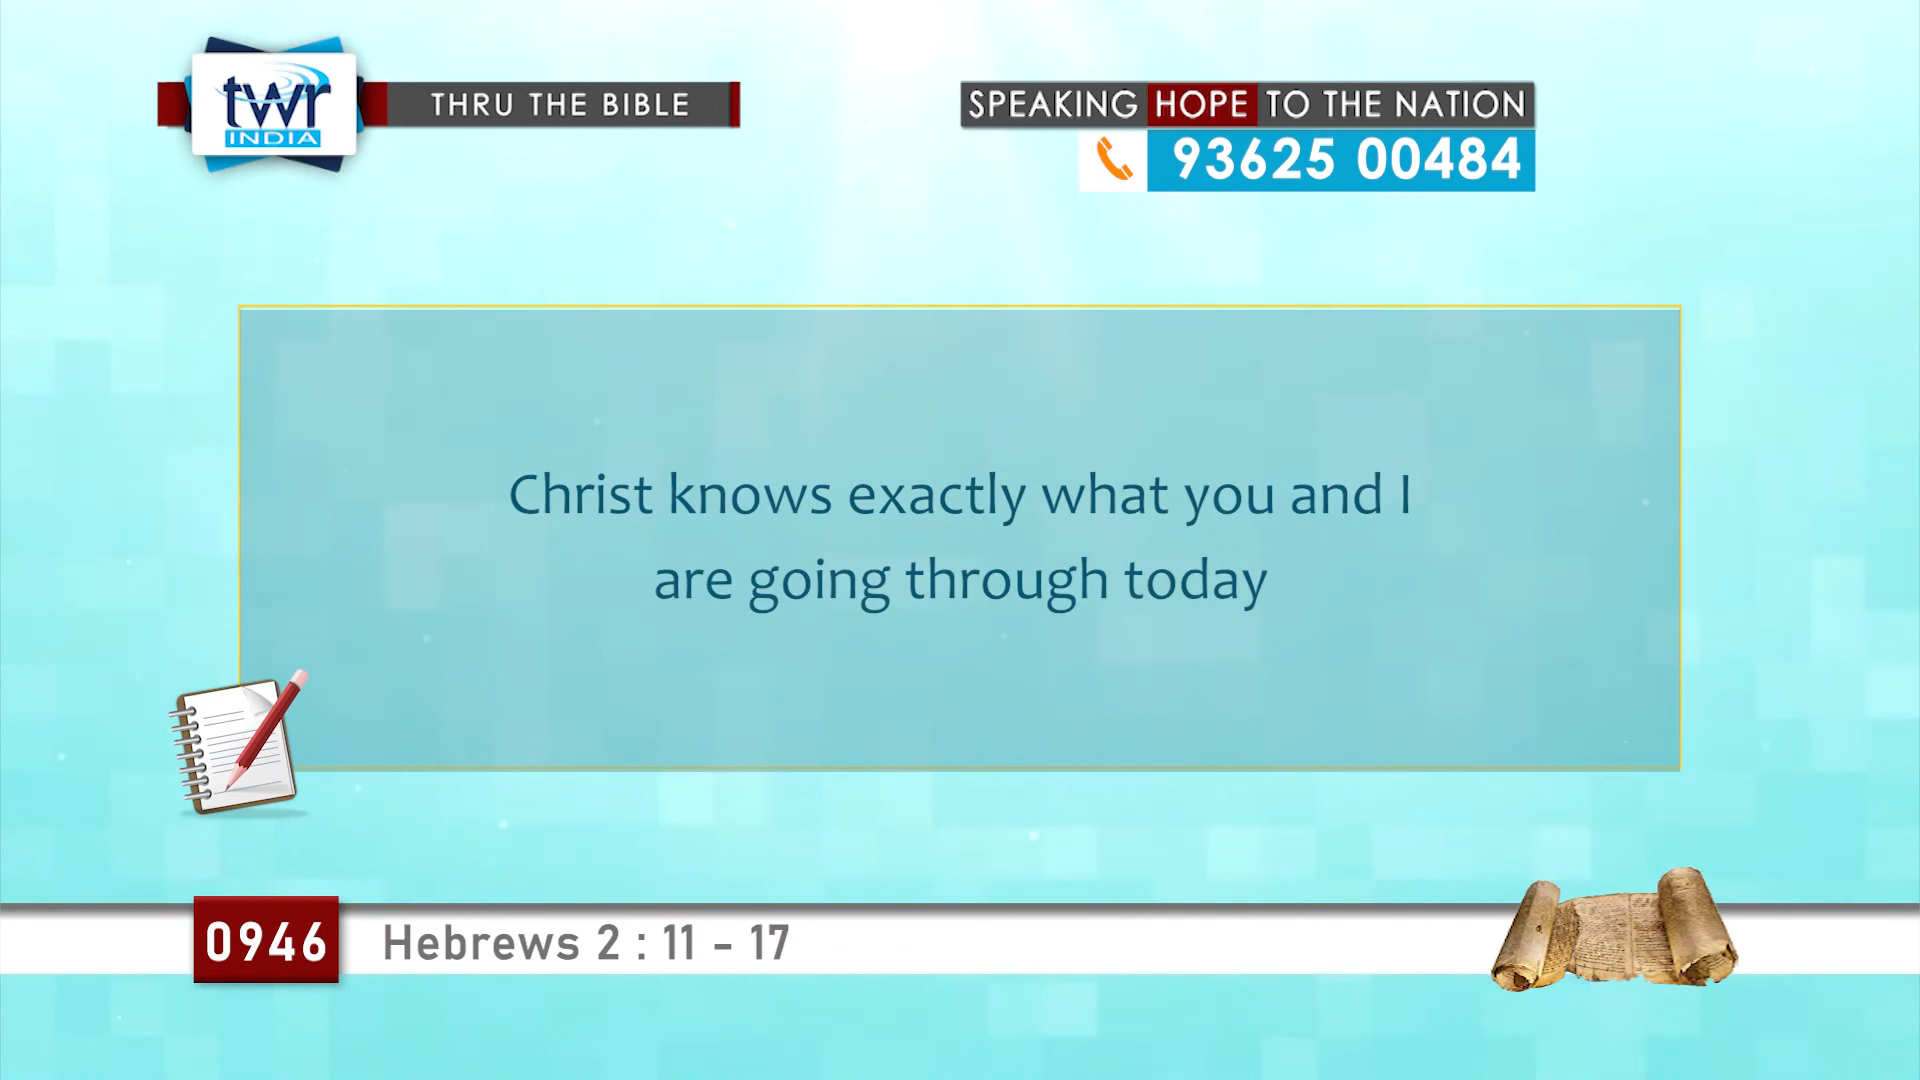 twr
INDIA
THRU THE BIBLE
SPEAKING HOPE TO THE NATION
93625 00484
Christ knows exactly what you and I
are going through today
0946
Hebrews 2 : 11 - 17